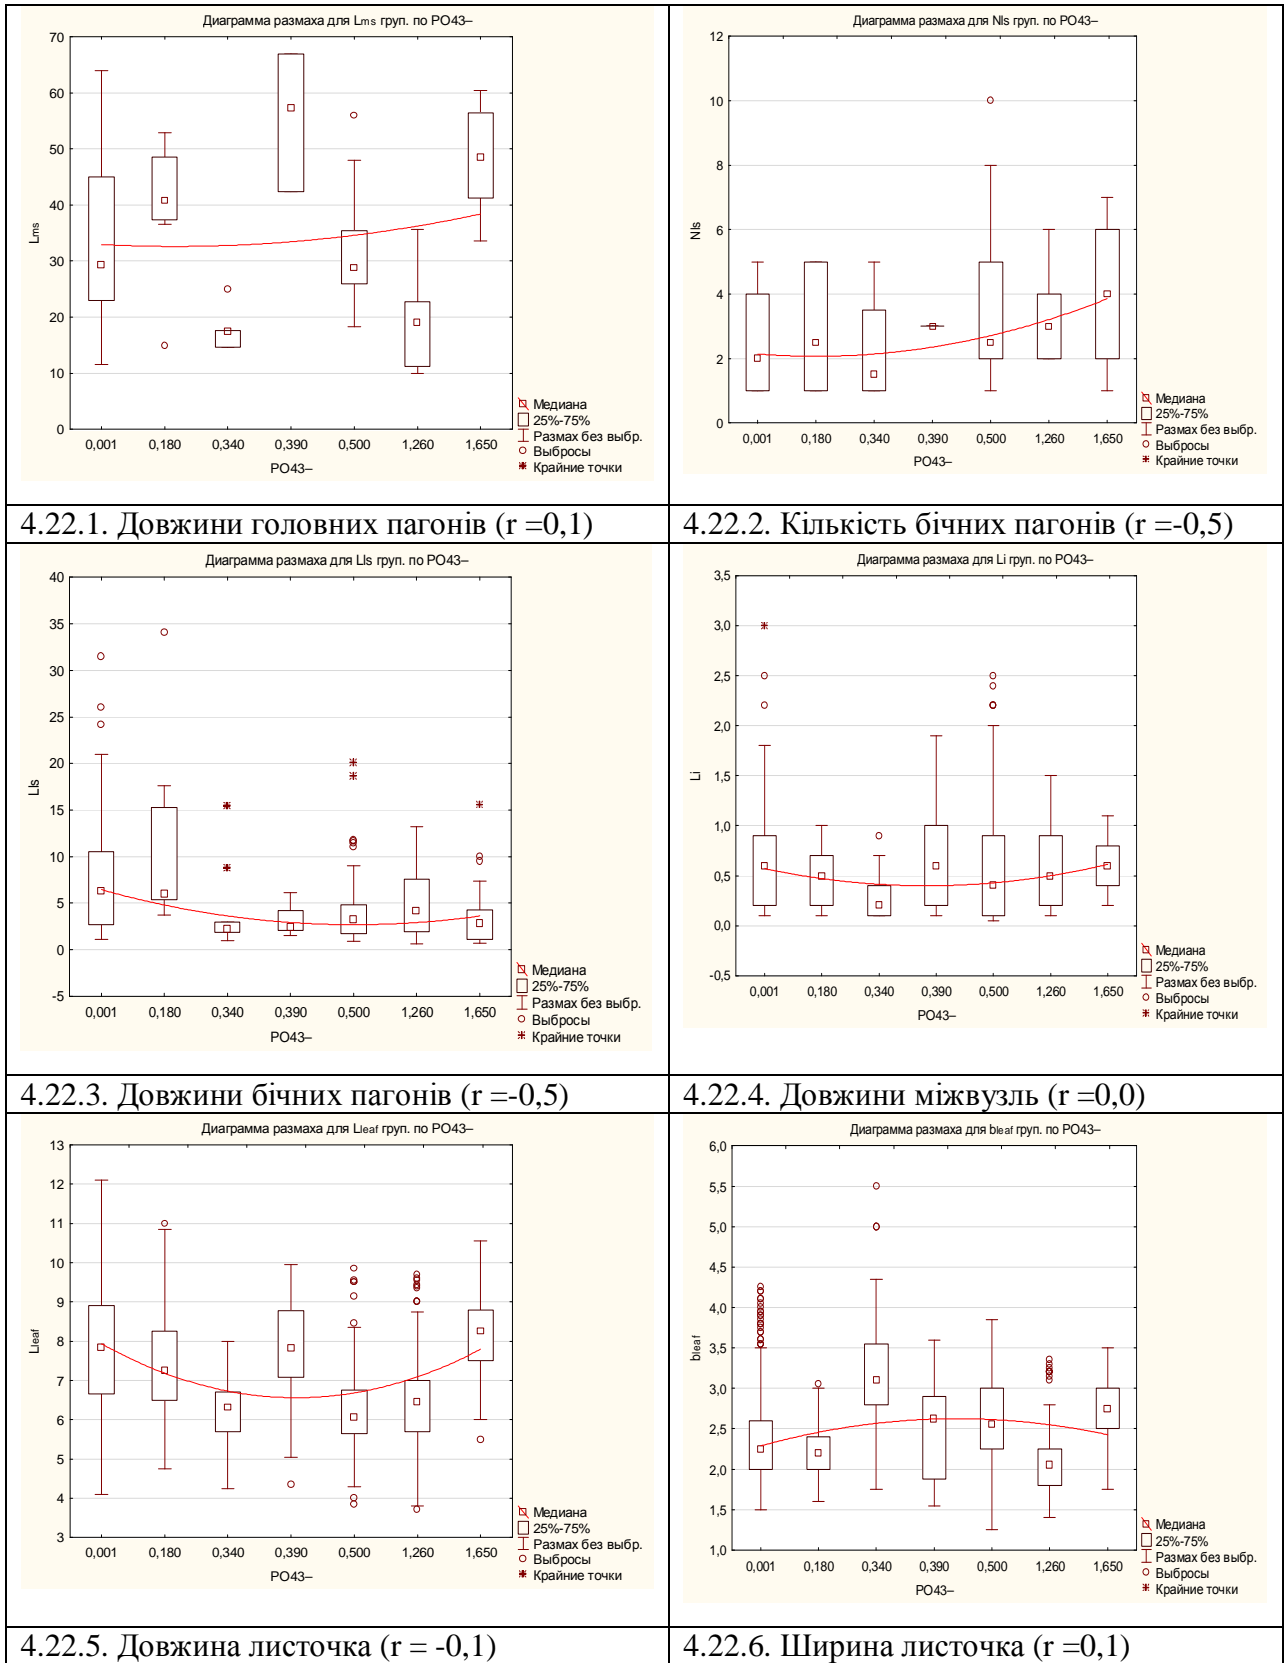 Диаграмма размаха для Lms груп. по PO43–
70
60
50
40
30
20
10
0
Lms
0,001 0,180 0,340 0,390 0,500 1,260 1,650
PO43–
Медиана
25%-75%
Размах без выбр.
Выбросы
Крайние точки
Диаграмма размаха для Nls груп. по PO43–
12
10
8
6
4
2
0
Nls
0,001 0,180 0,340 0,390 0,500 1,260 1,650
PO43–
Медиана
25%-75%
Размах без выбр.
Выбросы
Крайние точки
4.22.1. Довжини головних пагонів (r =0,1)
4.22.2. Кількість бічних пагонів (r =-0,5)
Диаграмма размаха для Lls груп. по PO43–
40
35
30
25
20
15
10
5
0
-5
Lls
0,001 0,180 0,340 0,390 0,500 1,260 1,650
PO43–
Медиана
25%-75%
Размах без выбр.
Выбросы
Крайние точки
Диаграмма размаха для Li груп. по PO43–
3,5
3,0
2,5
2,0
1,5
1,0
0,5
0,0
-0,5
Li
0,001 0,180 0,340 0,390 0,500 1,260 1,650
PO43–
Медиана
25%-75%
Размах без выбр.
Выбросы
Крайние точки
4.22.3. Довжини бічних пагонів (r =-0,5)
4.22.4. Довжини міжвузль (r =0,0)
Диаграмма размаха для Lleaf груп. по PO43–
13
12
11
10
9
8
7
6
5
4
3
Lleaf
0,001 0,180 0,340 0,390 0,500 1,260 1,650
PO43–
Медиана
25%-75%
Размах без выбр.
Выбросы
Крайние точки
Диаграмма размаха для bleaf груп. по PO43–
6,0
5,5
5,0
4,5
4,0
3,5
3,0
2,5
2,0
1,5
1,0
bleaf
0,001 0,180 0,340 0,390 0,500 1,260 1,650
PO43–
Медиана
25%-75%
Размах без выбр.
Выбросы
Крайние точки
4.22.5. Довжина листочка (r = -0,1)
4.22.6. Ширина листочка (r =0,1)